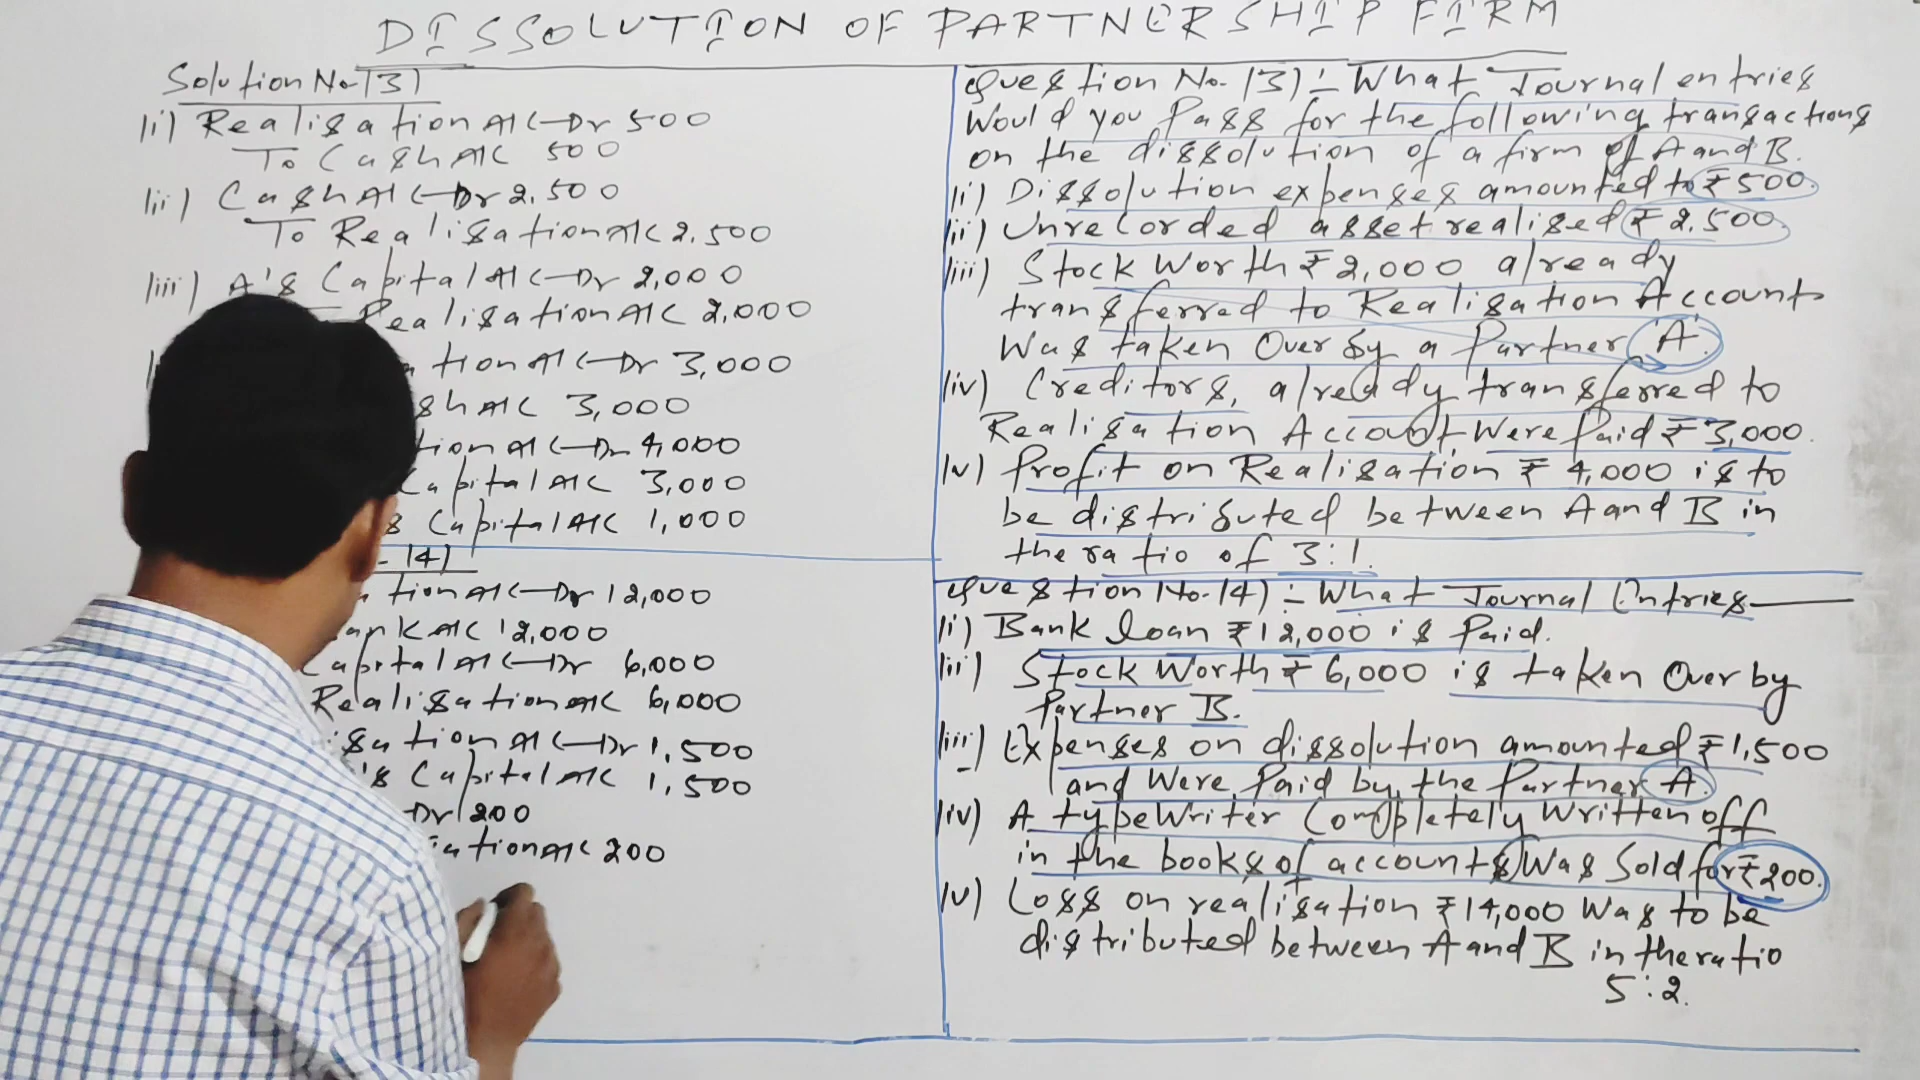 DISSOLUTION OF PARTNERSHIP FIRM
Solution No-13)
(i) Realisation A/C—Dr 500
To Cash A/C 500
(ii) Cash A/C—Dr 2,500
To Realisation A/C 2,500
(iii) A's Capital A/C—Dr 2,000
Realisation A/C 2,000
tion A/C—Dr 3,000
sh A/C 3,000
tion A/C—Dr 4,000
Capital A/C 3,000
s Capital A/C 1,000
- 14)
tion A/C—Dr 12,000
ank A/C 12,000
Capital A/C—Dr 6,000
Realisation A/C 6,000
isation A/C—Dr 1,500
's Capital A/C 1,500
Dr 200
sation A/C 200
Question No. 13) :- What Journal entries
Would you Pass for the following transactions
on the dissolution of a firm of A and B.
(i) Dissolution expenses amounted to ₹500.
(ii) Unrecorded asset realised ₹2,500.
(iii) Stock Worth ₹2,000 already
transferred to Realisation Account
Was taken Over by a Partner 'A'.
(iv) Creditors, already transferred to
Realisation Account Were Paid ₹3,000.
(v) Profit on Realisation ₹4,000 is to
be distributed between A and B in
the ratio of 3:1.
Question No.-14) :- What Journal Entries—
(i) Bank loan ₹12,000 is Paid.
(ii) Stock Worth ₹6,000 is taken Over by
Partner B.
(iii) Expenses on dissolution amounted ₹1,500
and Were Paid by the Partner A.
(iv) A typeWriter Completely Written off
in the books of accounts Was Sold for ₹200.
(v) Loss on realisation ₹14,000 Was to be
distributed between A and B in the ratio
5:2.